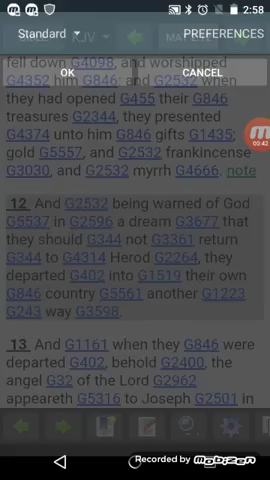 2:58
Standard PREFERENCES
KJV MA
fell down G4098, and worshipped
OK CANCEL
G4352 him G846: and G2532 when
they had opened G455 their G846
00:42
treasures G2344, they presented
G4374 unto him G846 gifts G1435;
gold G5557, and G2532 frankincense
G3030, and G2532 myrrh G4666. note
12 And G2532 being warned of God
G5537 in G2596 a dream G3677 that
they should G344 not G3361 return
G344 to G4314 Herod G2264, they
departed G402 into G1519 their own
G846 country G5561 another G1223
G243 way G3598.
13 And G1161 when they G846 were
departed G402, behold G2400, the
angel G32 of the Lord G2962
appeareth G5316 to Joseph G2501 in
Recorded by mobizen